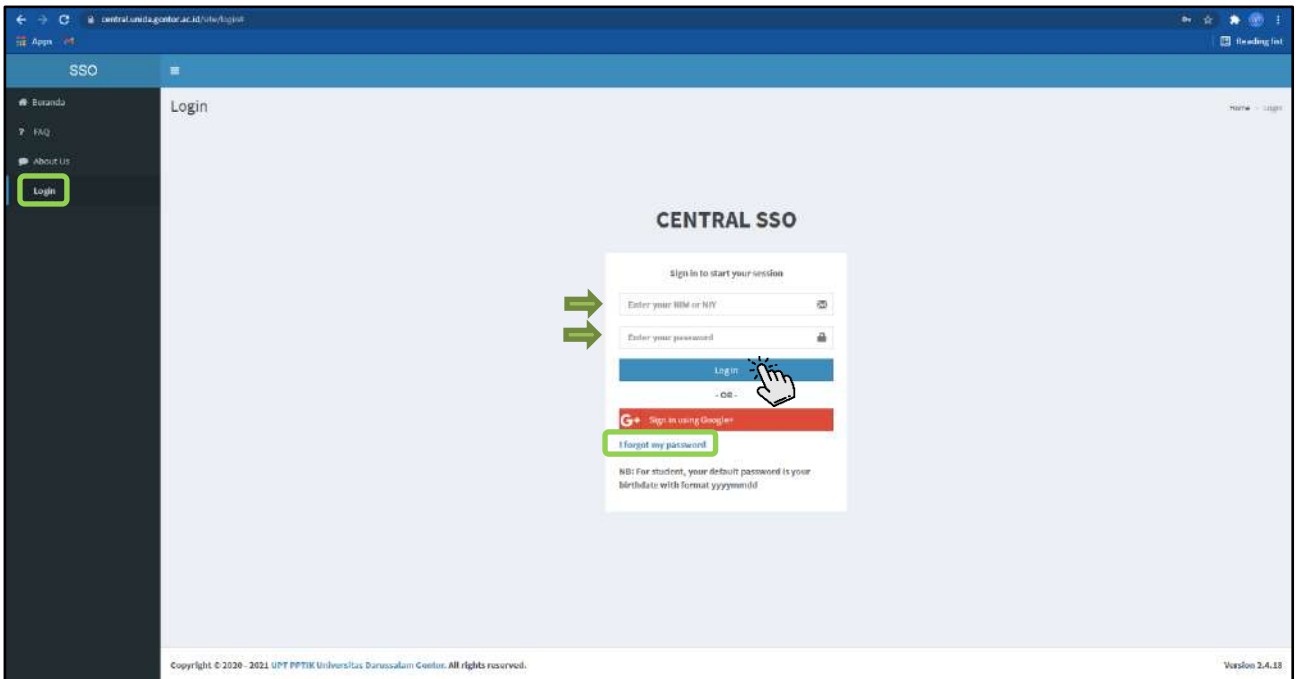 central.unida.gontor.ac.id/site/login#
Apps
Reading list
SSO
Beranda
Login
Home Login
? FAQ
About Us
Login
CENTRAL SSO
Sign in to start your session
Enter your NIM or NIY
Enter your password
Login
- OR -
G+ Sign in using Google+
I forgot my password
NB: For student, your default password is your
birthdate with format yyyymmdd
Copyright © 2020 - 2021 UPT PPTIK Universitas Darussalam Gontor. All rights reserved.
Version 2.4.18